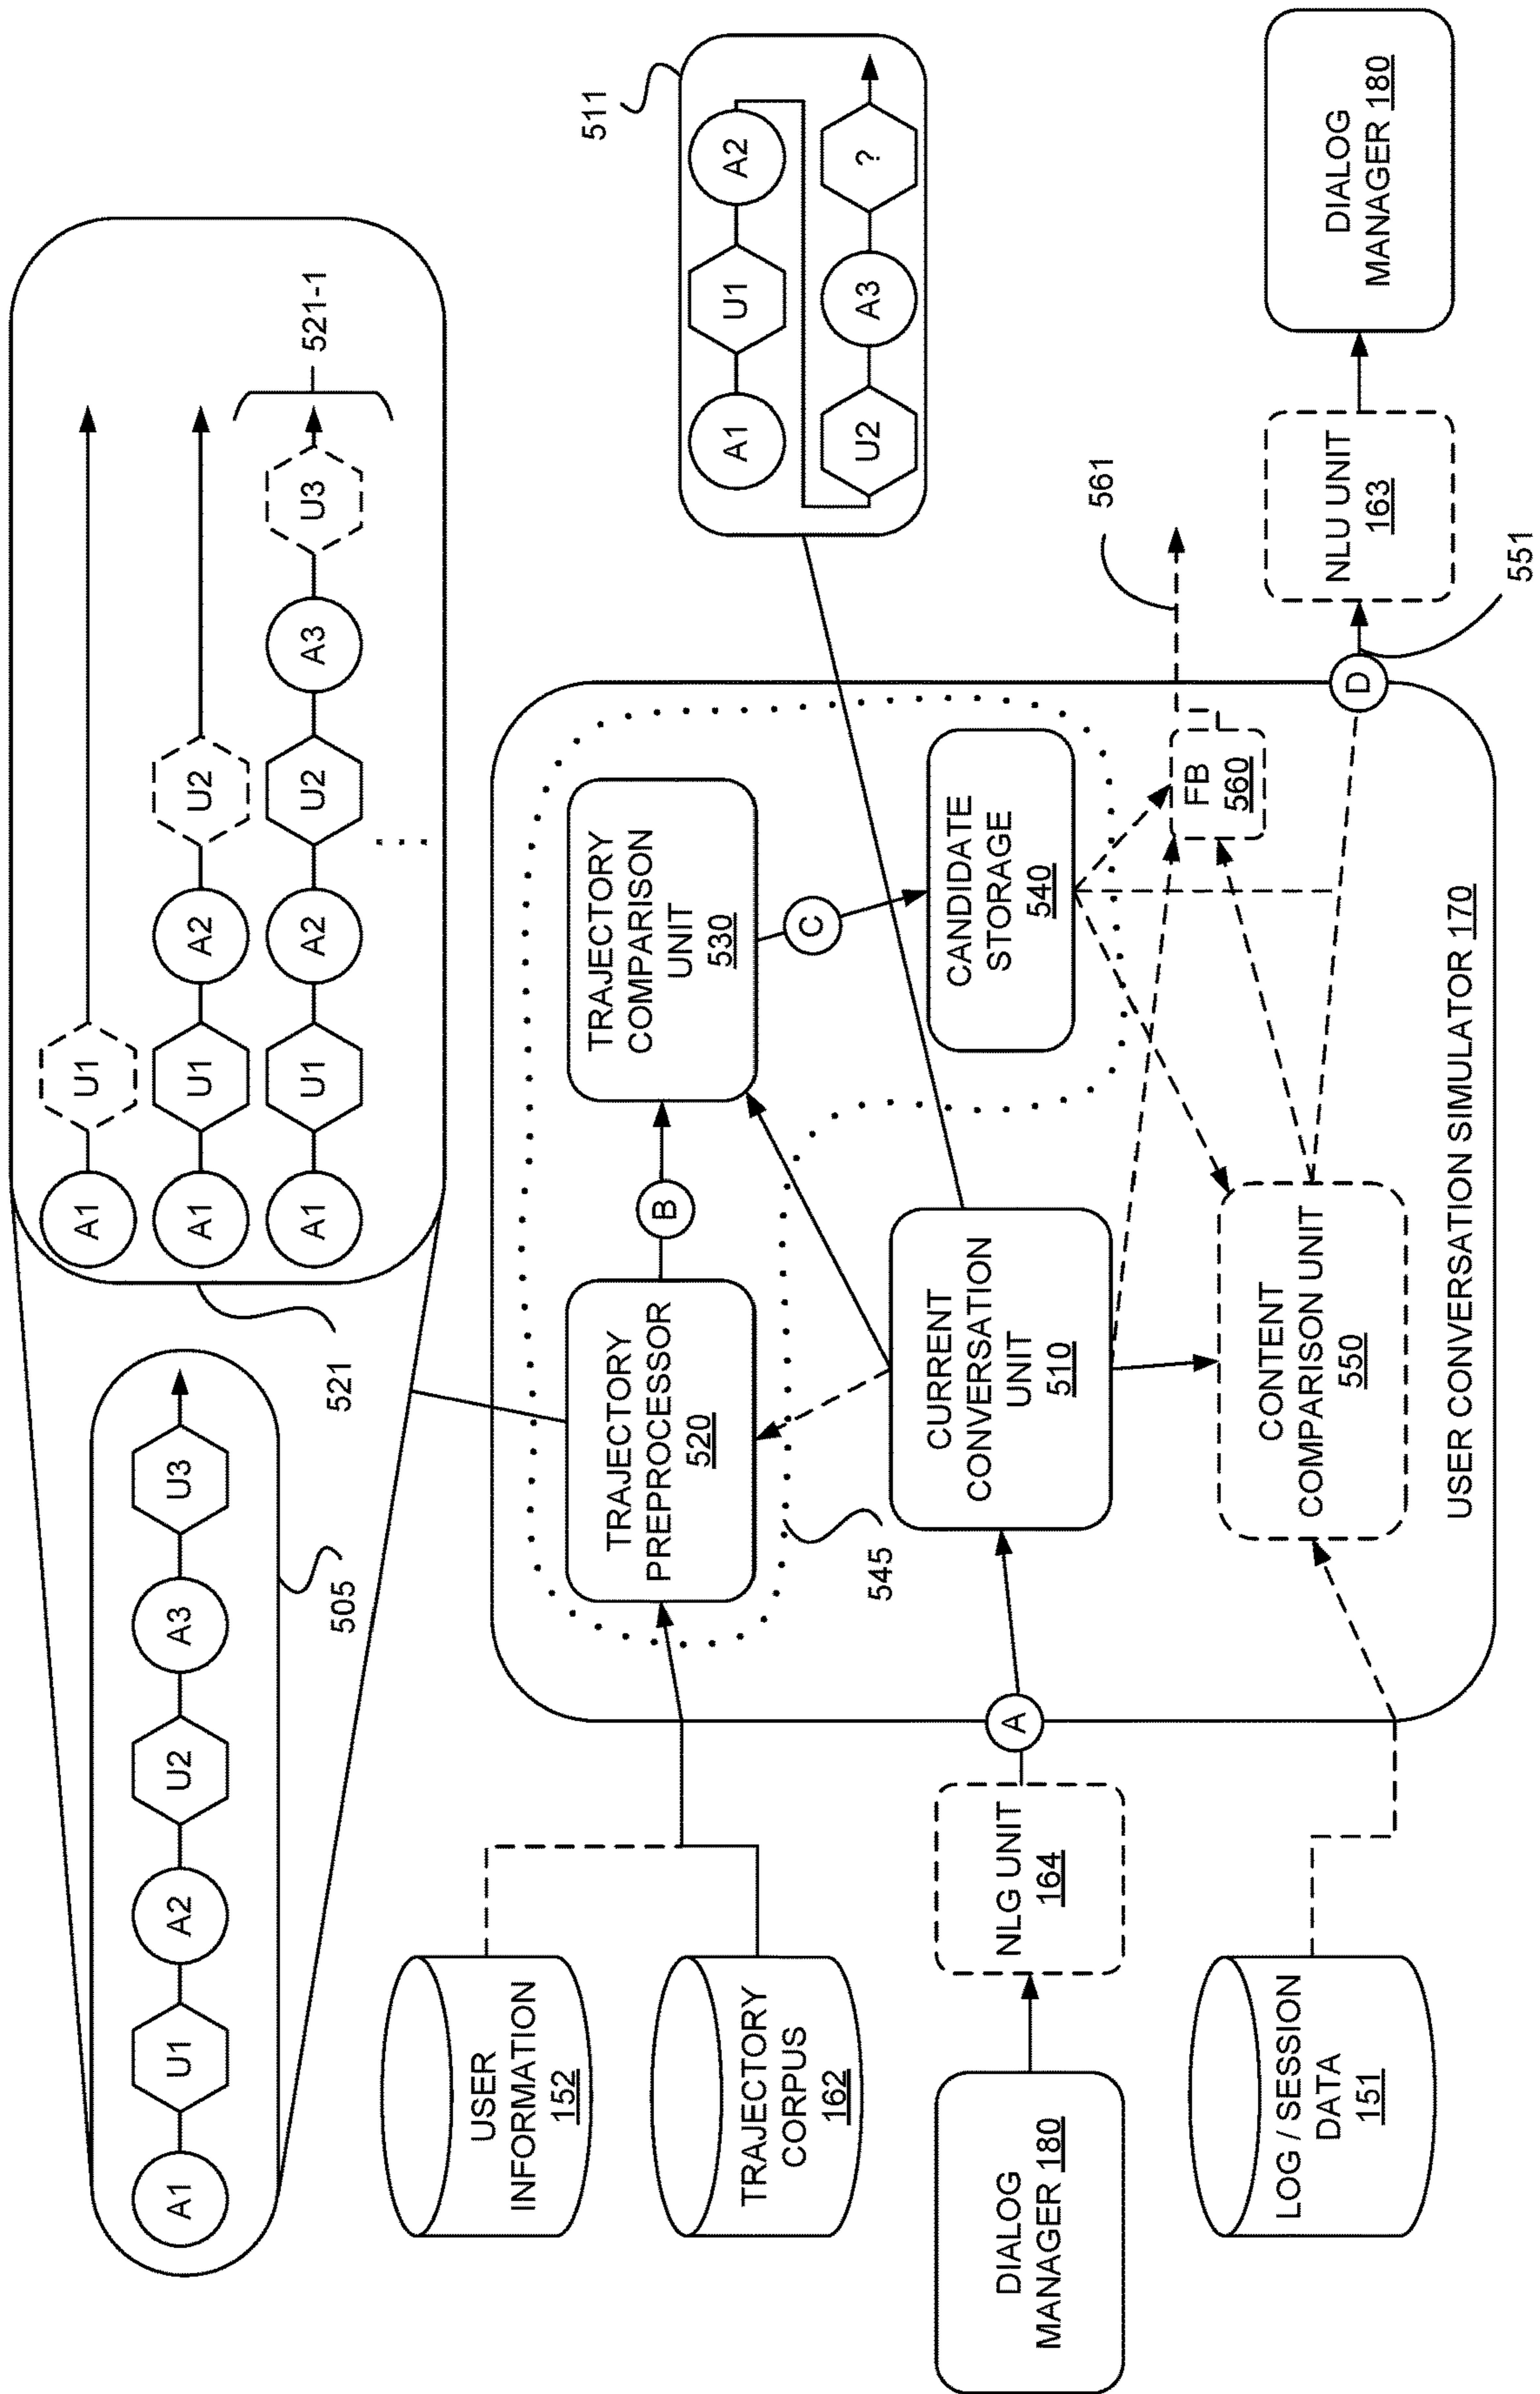 A1
U1
A2
U2
A3
U3
505
A1
U1
A1
U1
A2
U2
A1
U1
A2
U2
A3
U3
. . .
521-1
521
A1
U1
A2
U2
A3
?
511
USER
INFORMATION
152
TRAJECTORY
CORPUS
162
DIALOG
MANAGER 180
NLG UNIT
164
LOG / SESSION
DATA
151
A
TRAJECTORY
PREPROCESSOR
520
B
TRAJECTORY
COMPARISON
UNIT
530
C
545
CURRENT
CONVERSATION
UNIT
510
CANDIDATE
STORAGE
540
CONTENT
COMPARISON UNIT
550
FB
560
561
D
551
USER CONVERSATION SIMULATOR 170
NLU UNIT
163
DIALOG
MANAGER 180